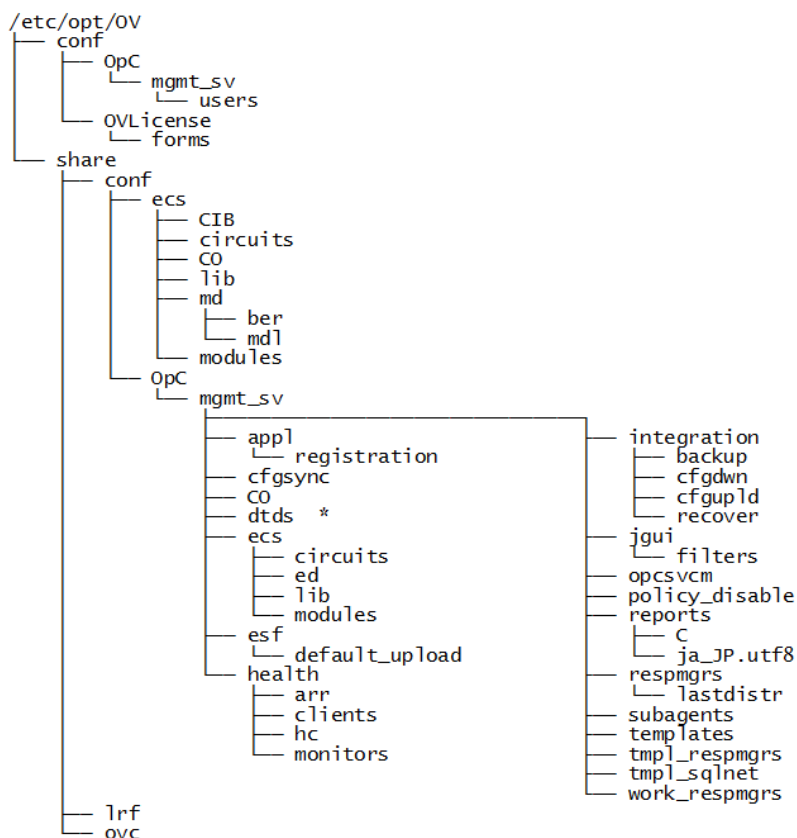 /etc/opt/OV
conf
OpC
mgmt_sv
users
OVLicense
forms
share
conf
ecs
CIB
circuits
CO
lib
md
ber
mdl
modules
OpC
mgmt_sv
appl
registration
cfgsync
CO
dtds *
ecs
circuits
ed
lib
modules
esf
default_upload
health
arr
clients
hc
monitors
integration
backup
cfgdwn
cfgupld
recover
jgui
filters
opcsvcm
policy_disable
reports
C
ja_JP.utf8
respmgrs
lastdistr
subagents
templates
tmpl_respmgrs
tmpl_sqlnet
work_respmgrs
lrf
ovc